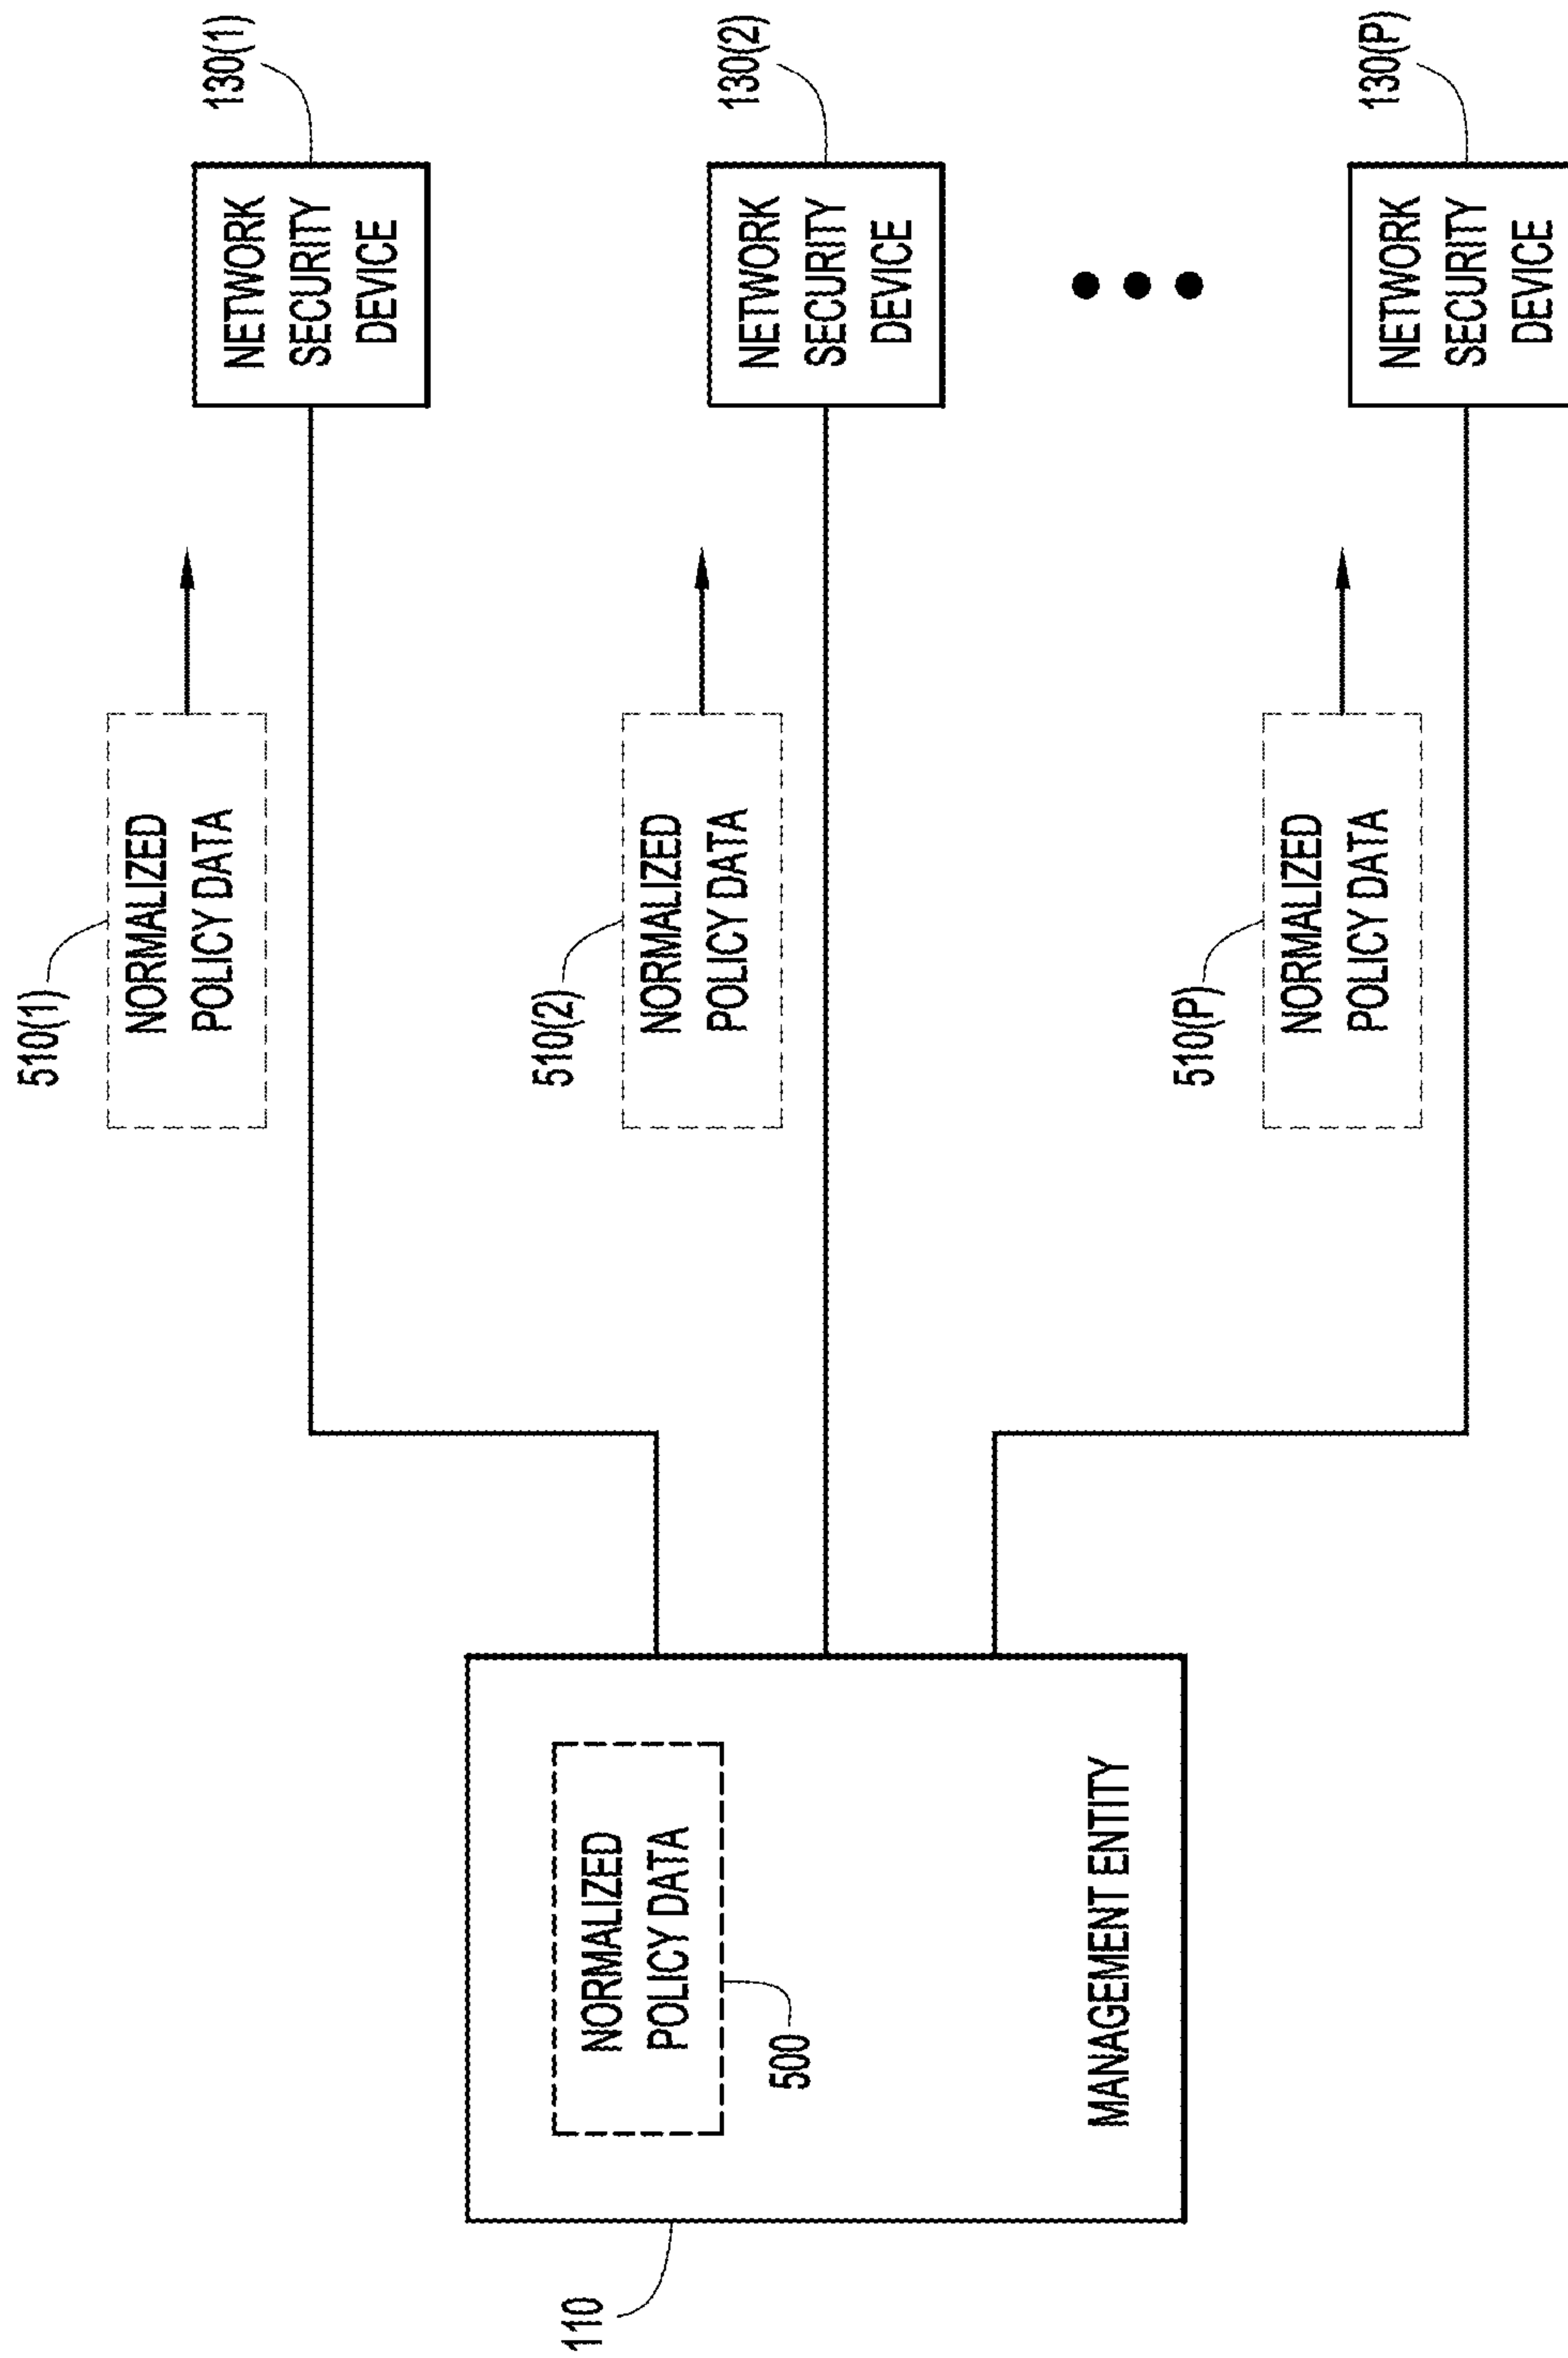 130(1)
NETWORK
SECURITY
DEVICE
510(1)
NORMALIZED
POLICY DATA
130(2)
NETWORK
SECURITY
DEVICE
510(2)
NORMALIZED
POLICY DATA
130(P)
NETWORK
SECURITY
DEVICE
510(P)
NORMALIZED
POLICY DATA
110
NORMALIZED
POLICY DATA
500
MANAGEMENT ENTITY